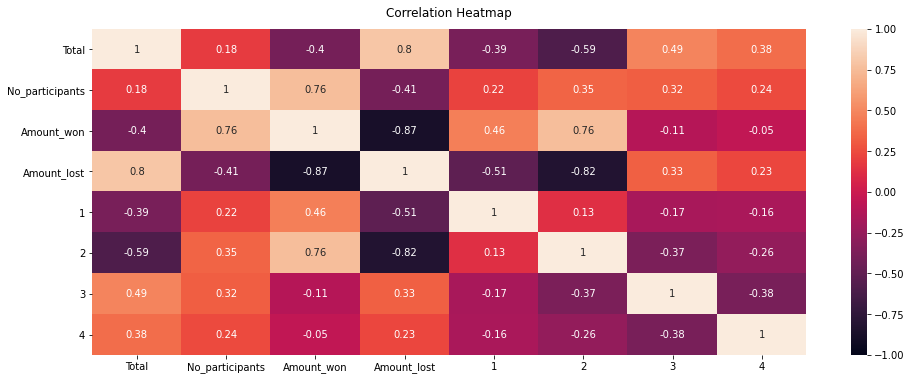 Correlation Heatmap
Total 1 0.18 -0.4 0.8 -0.39 -0.59 0.49 0.38
No_participants 0.18 1 0.76 -0.41 0.22 0.35 0.32 0.24
Amount_won -0.4 0.76 1 -0.87 0.46 0.76 -0.11 -0.05
Amount_lost 0.8 -0.41 -0.87 1 -0.51 -0.82 0.33 0.23
1 -0.39 0.22 0.46 -0.51 1 0.13 -0.17 -0.16
2 -0.59 0.35 0.76 -0.82 0.13 1 -0.37 -0.26
3 0.49 0.32 -0.11 0.33 -0.17 -0.37 1 -0.38
4 0.38 0.24 -0.05 0.23 -0.16 -0.26 -0.38 1
Total No_participants Amount_won Amount_lost 1 2 3 4
1.00
0.75
0.50
0.25
0.00
-0.25
-0.50
-0.75
-1.00